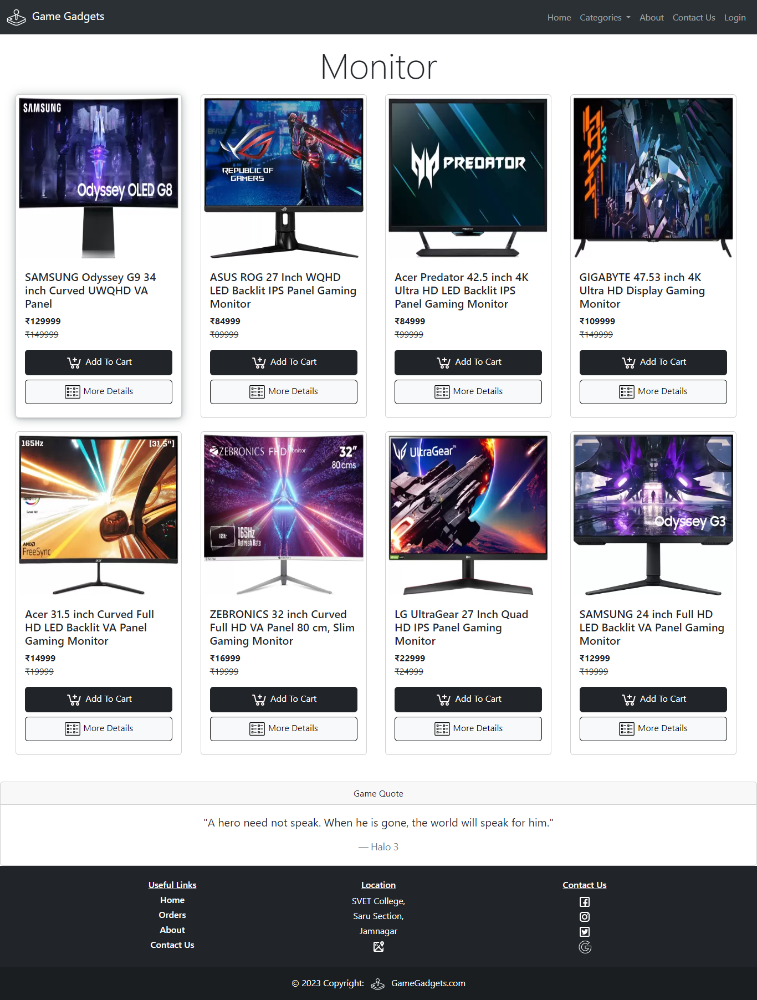 Game Gadgets
Home Categories About Contact Us Login
Monitor
SAMSUNG
Odyssey OLED G8
SAMSUNG Odyssey G9 34
inch Curved UWQHD VA
Panel
₹129999
₹149999
Add To Cart
More Details
REPUBLIC OF
GAMERS
ASUS ROG 27 Inch WQHD
LED Backlit IPS Panel Gaming
Monitor
₹84999
₹89999
Add To Cart
More Details
PREDATOR
PREDATOR
Acer Predator 42.5 inch 4K
Ultra HD LED Backlit IPS
Panel Gaming Monitor
₹84999
₹99999
Add To Cart
More Details
GIGABYTE 47.53 inch 4K
Ultra HD Display Gaming
Monitor
₹109999
₹149999
Add To Cart
More Details
165Hz
[31.5"]
AMD
FreeSync
acer
Acer 31.5 inch Curved Full
HD LED Backlit VA Panel
Gaming Monitor
₹14999
₹19999
Add To Cart
More Details
ZEBRONICS FHD Monitor
32”
80 cms
165Hz
165Hz
Refresh Rate
ZEBRONICS
ZEBRONICS 32 inch Curved
Full HD VA Panel 80 cm, Slim
Gaming Monitor
₹16999
₹19999
Add To Cart
More Details
UltraGear™
LG
LG UltraGear 27 Inch Quad
HD IPS Panel Gaming
Monitor
₹22999
₹24999
Add To Cart
More Details
Odyssey G3
SAMSUNG 24 inch Full HD
LED Backlit VA Panel Gaming
Monitor
₹12999
₹19999
Add To Cart
More Details
Game Quote
"A hero need not speak. When he is gone, the world will speak for him."
— Halo 3
Useful Links
Home
Orders
About
Contact Us
Location
SVET College,
Saru Section,
Jamnagar
Contact Us
© 2023 Copyright: GameGadgets.com